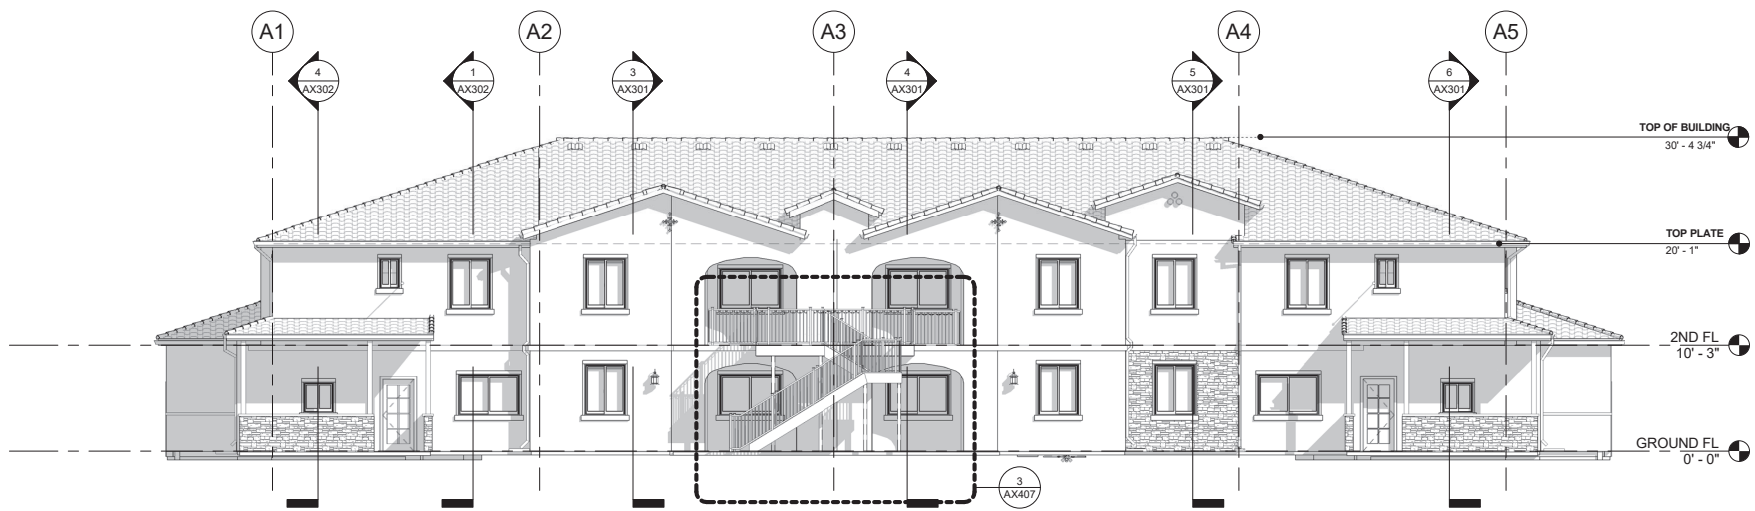 A1
A2
A3
A4
A5
4
AX302
1
AX302
3
AX301
4
AX301
5
AX301
6
AX301
TOP OF BUILDING
30' - 4 3/4"
TOP PLATE
20' - 1"
2ND FL
10' - 3"
GROUND FL
0' - 0"
3
AX407